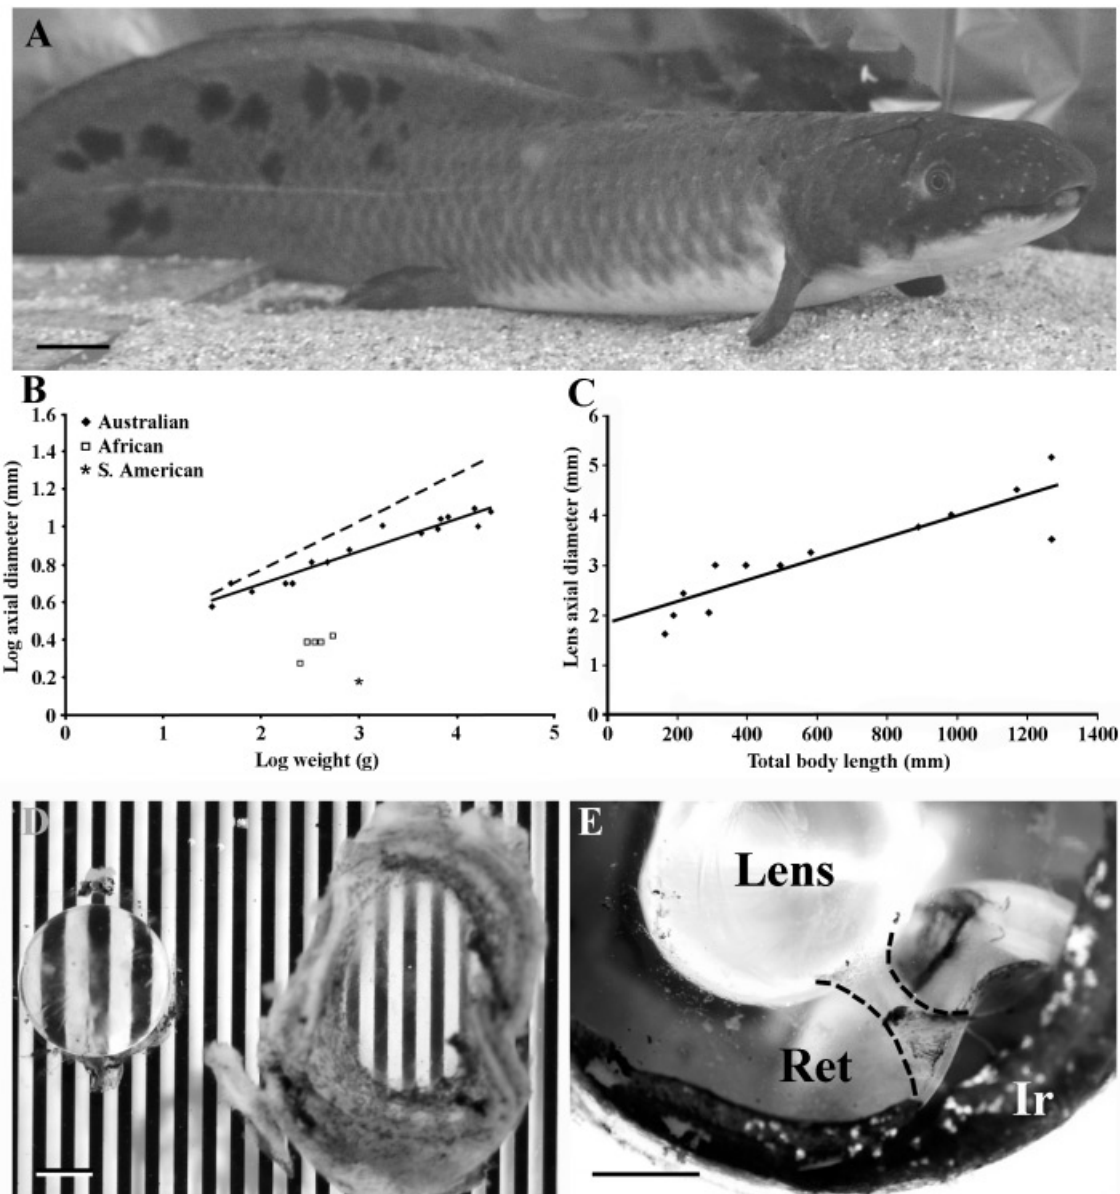 A
B
1.6
1.4
1.2
1
0.8
0.6
0.4
0.2
0
Log axial diameter (mm)
Australian
African
S. American
0 1 2 3 4 5
Log weight (g)
C
6
5
4
3
2
1
0
Lens axial diameter (mm)
0 200 400 600 800 1000 1200 1400
Total body length (mm)
D
E
Lens
Ret
Ir